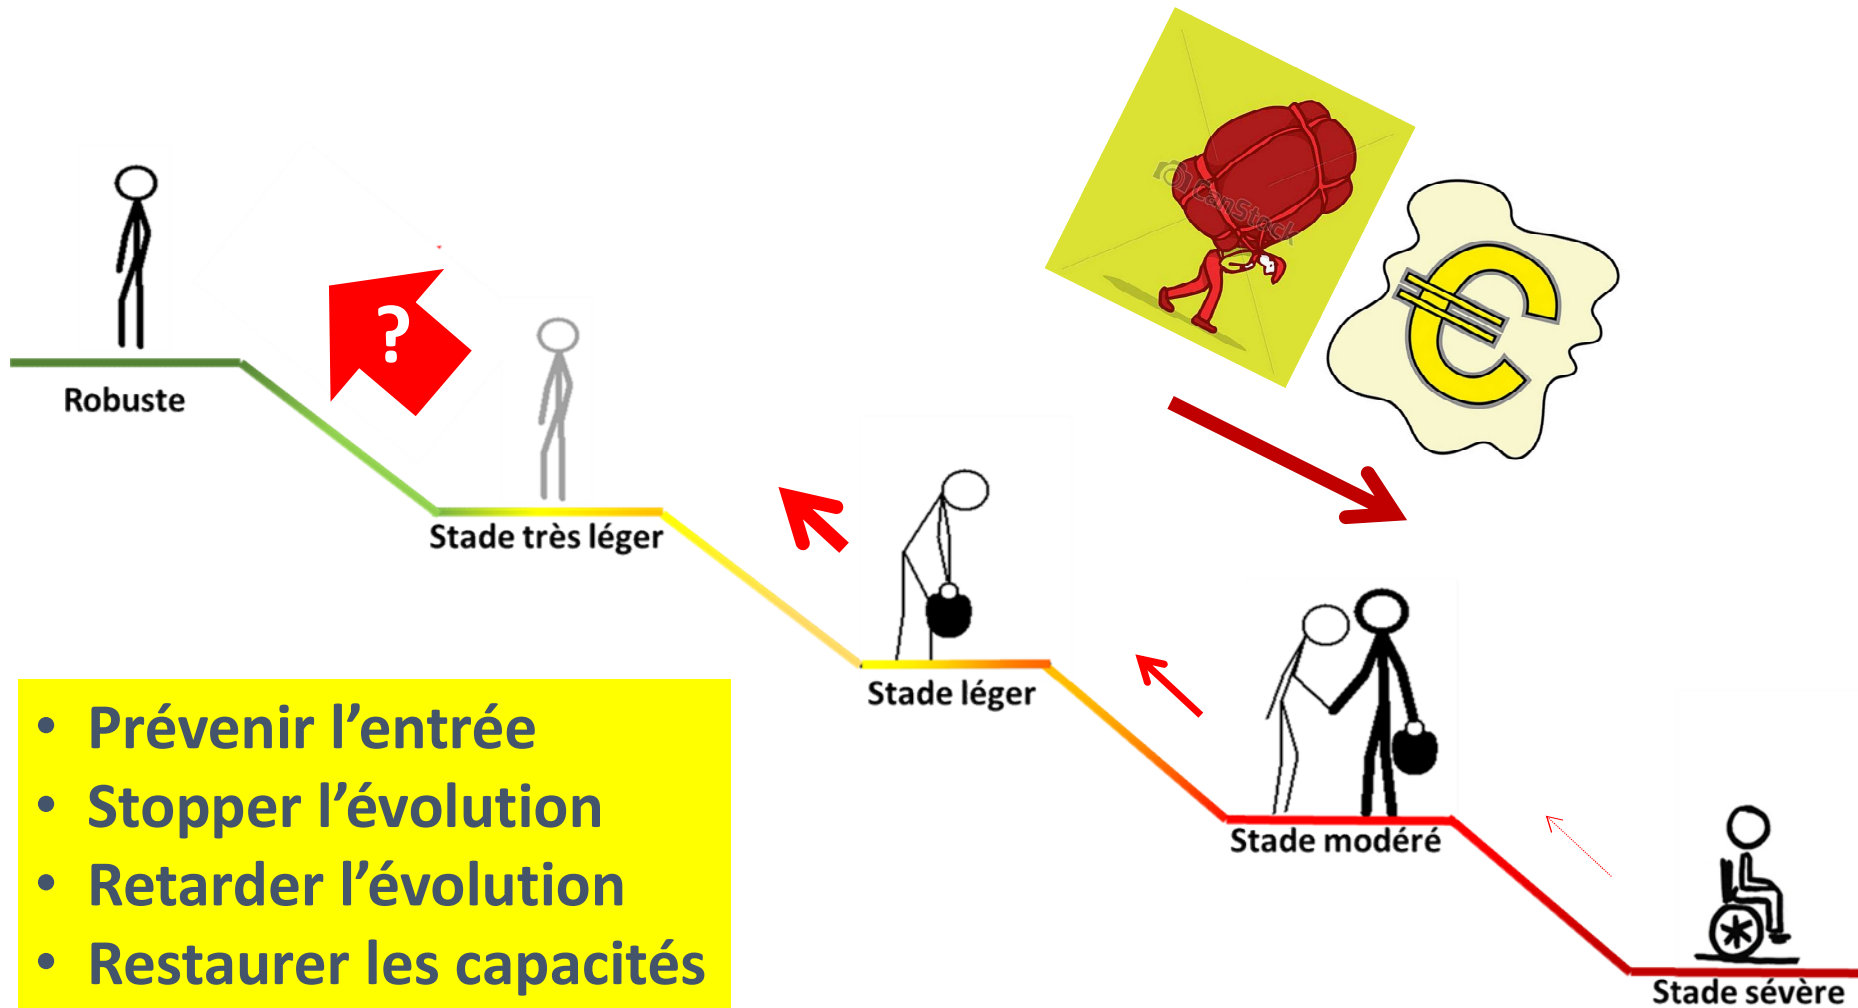 CanStock
?
Robuste
Stade très léger
Stade léger
Stade modéré
Stade sévère
• Prévenir l’entrée
• Stopper l’évolution
• Retarder l’évolution
• Restaurer les capacités